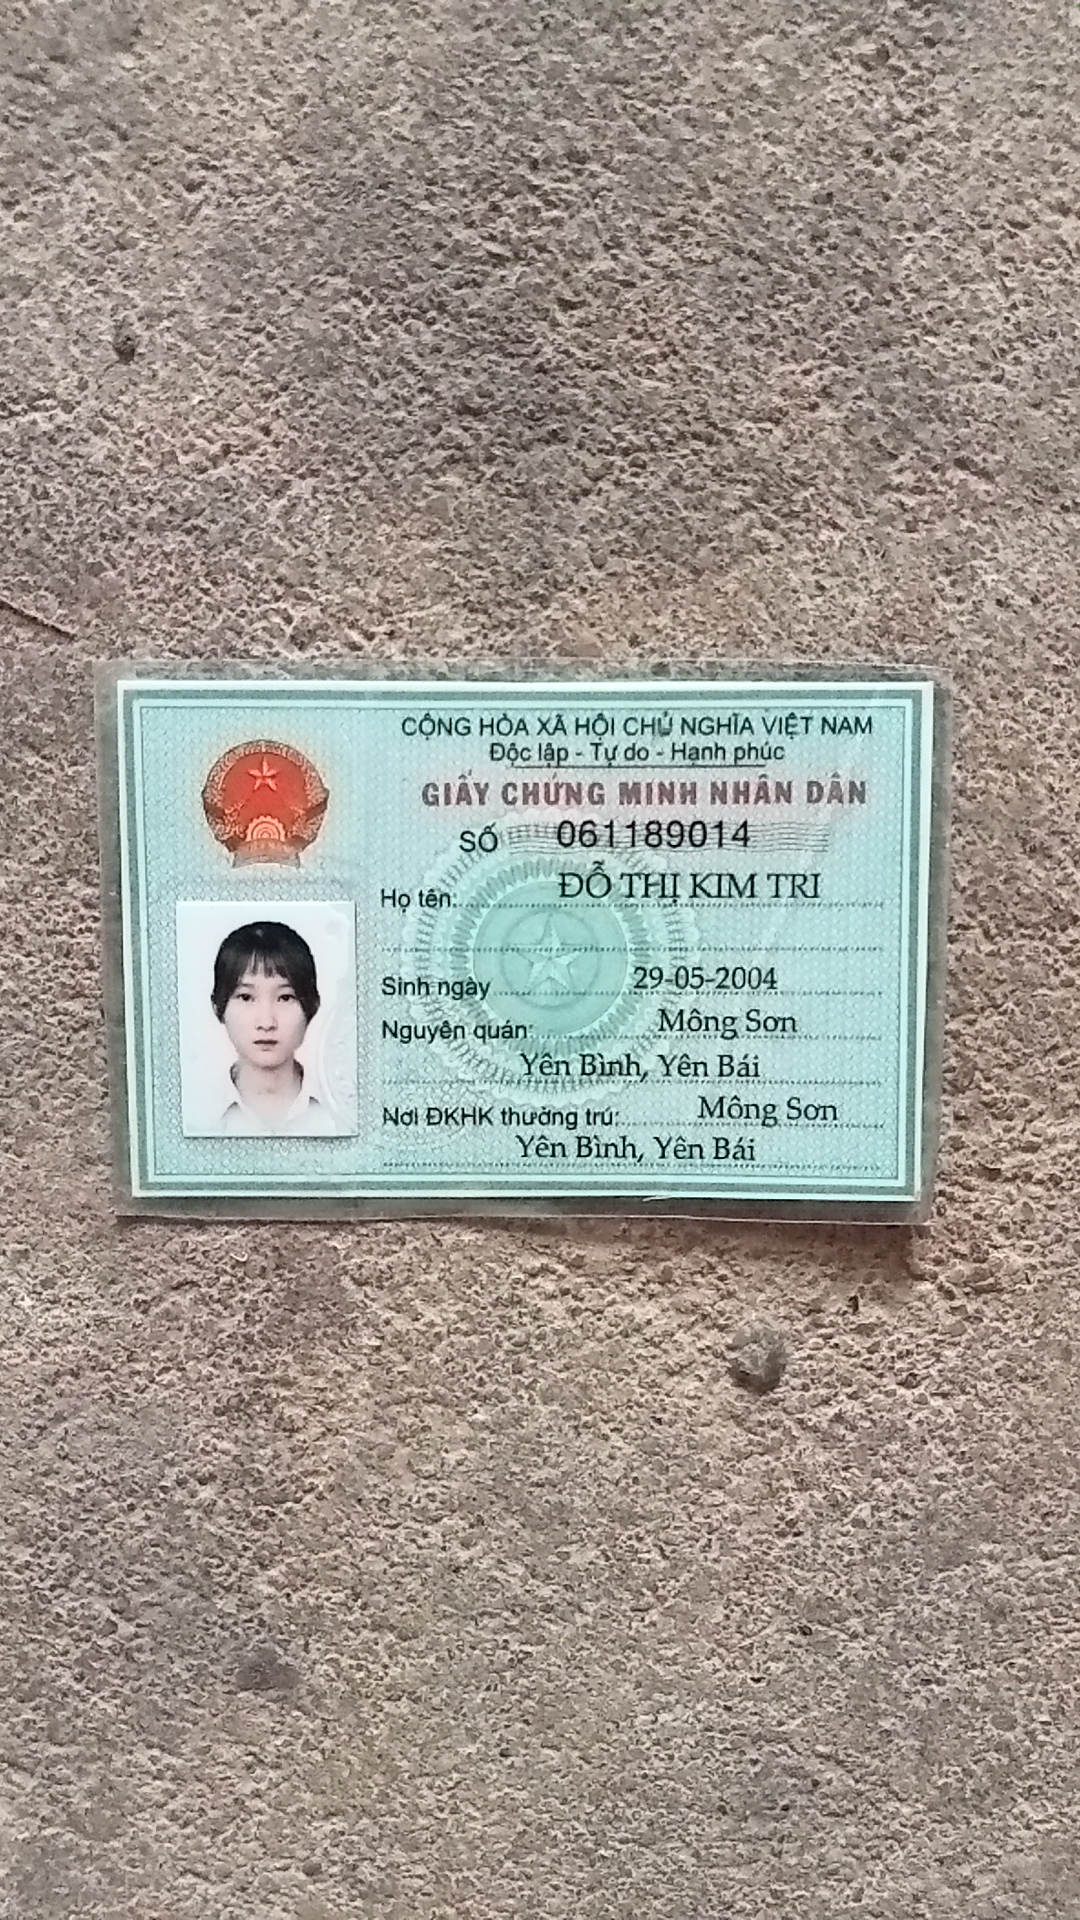 CỘNG HÒA XÃ HỘI CHỦ NGHĨA VIỆT NAM
Độc lập - Tự do - Hạnh phúc
GIẤY CHỨNG MINH NHÂN DÂN
SỐ 061189014
Họ tên: ĐỖ THỊ KIM TRI
Sinh ngày 29-05-2004
Nguyên quán: Mông Sơn
Yên Bình, Yên Bái
Nơi ĐKHK thường trú: Mông Sơn
Yên Bình, Yên Bái